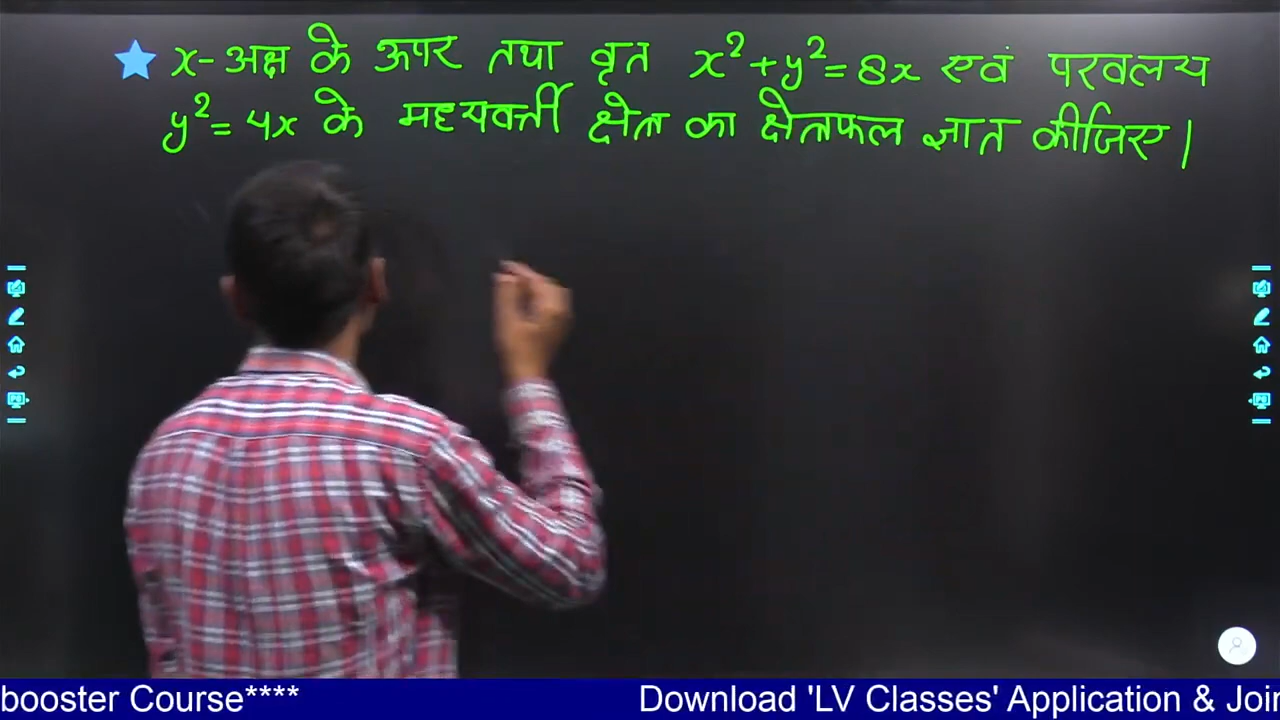 x-अक्ष के ऊपर तथा वृत x²+y²=8x एवं परवलय
y²=4x के मध्यवर्त्ती क्षेत्र का क्षेत्रफल ज्ञात कीजिए।
booster Course**** Download 'LV Classes' Application & Join